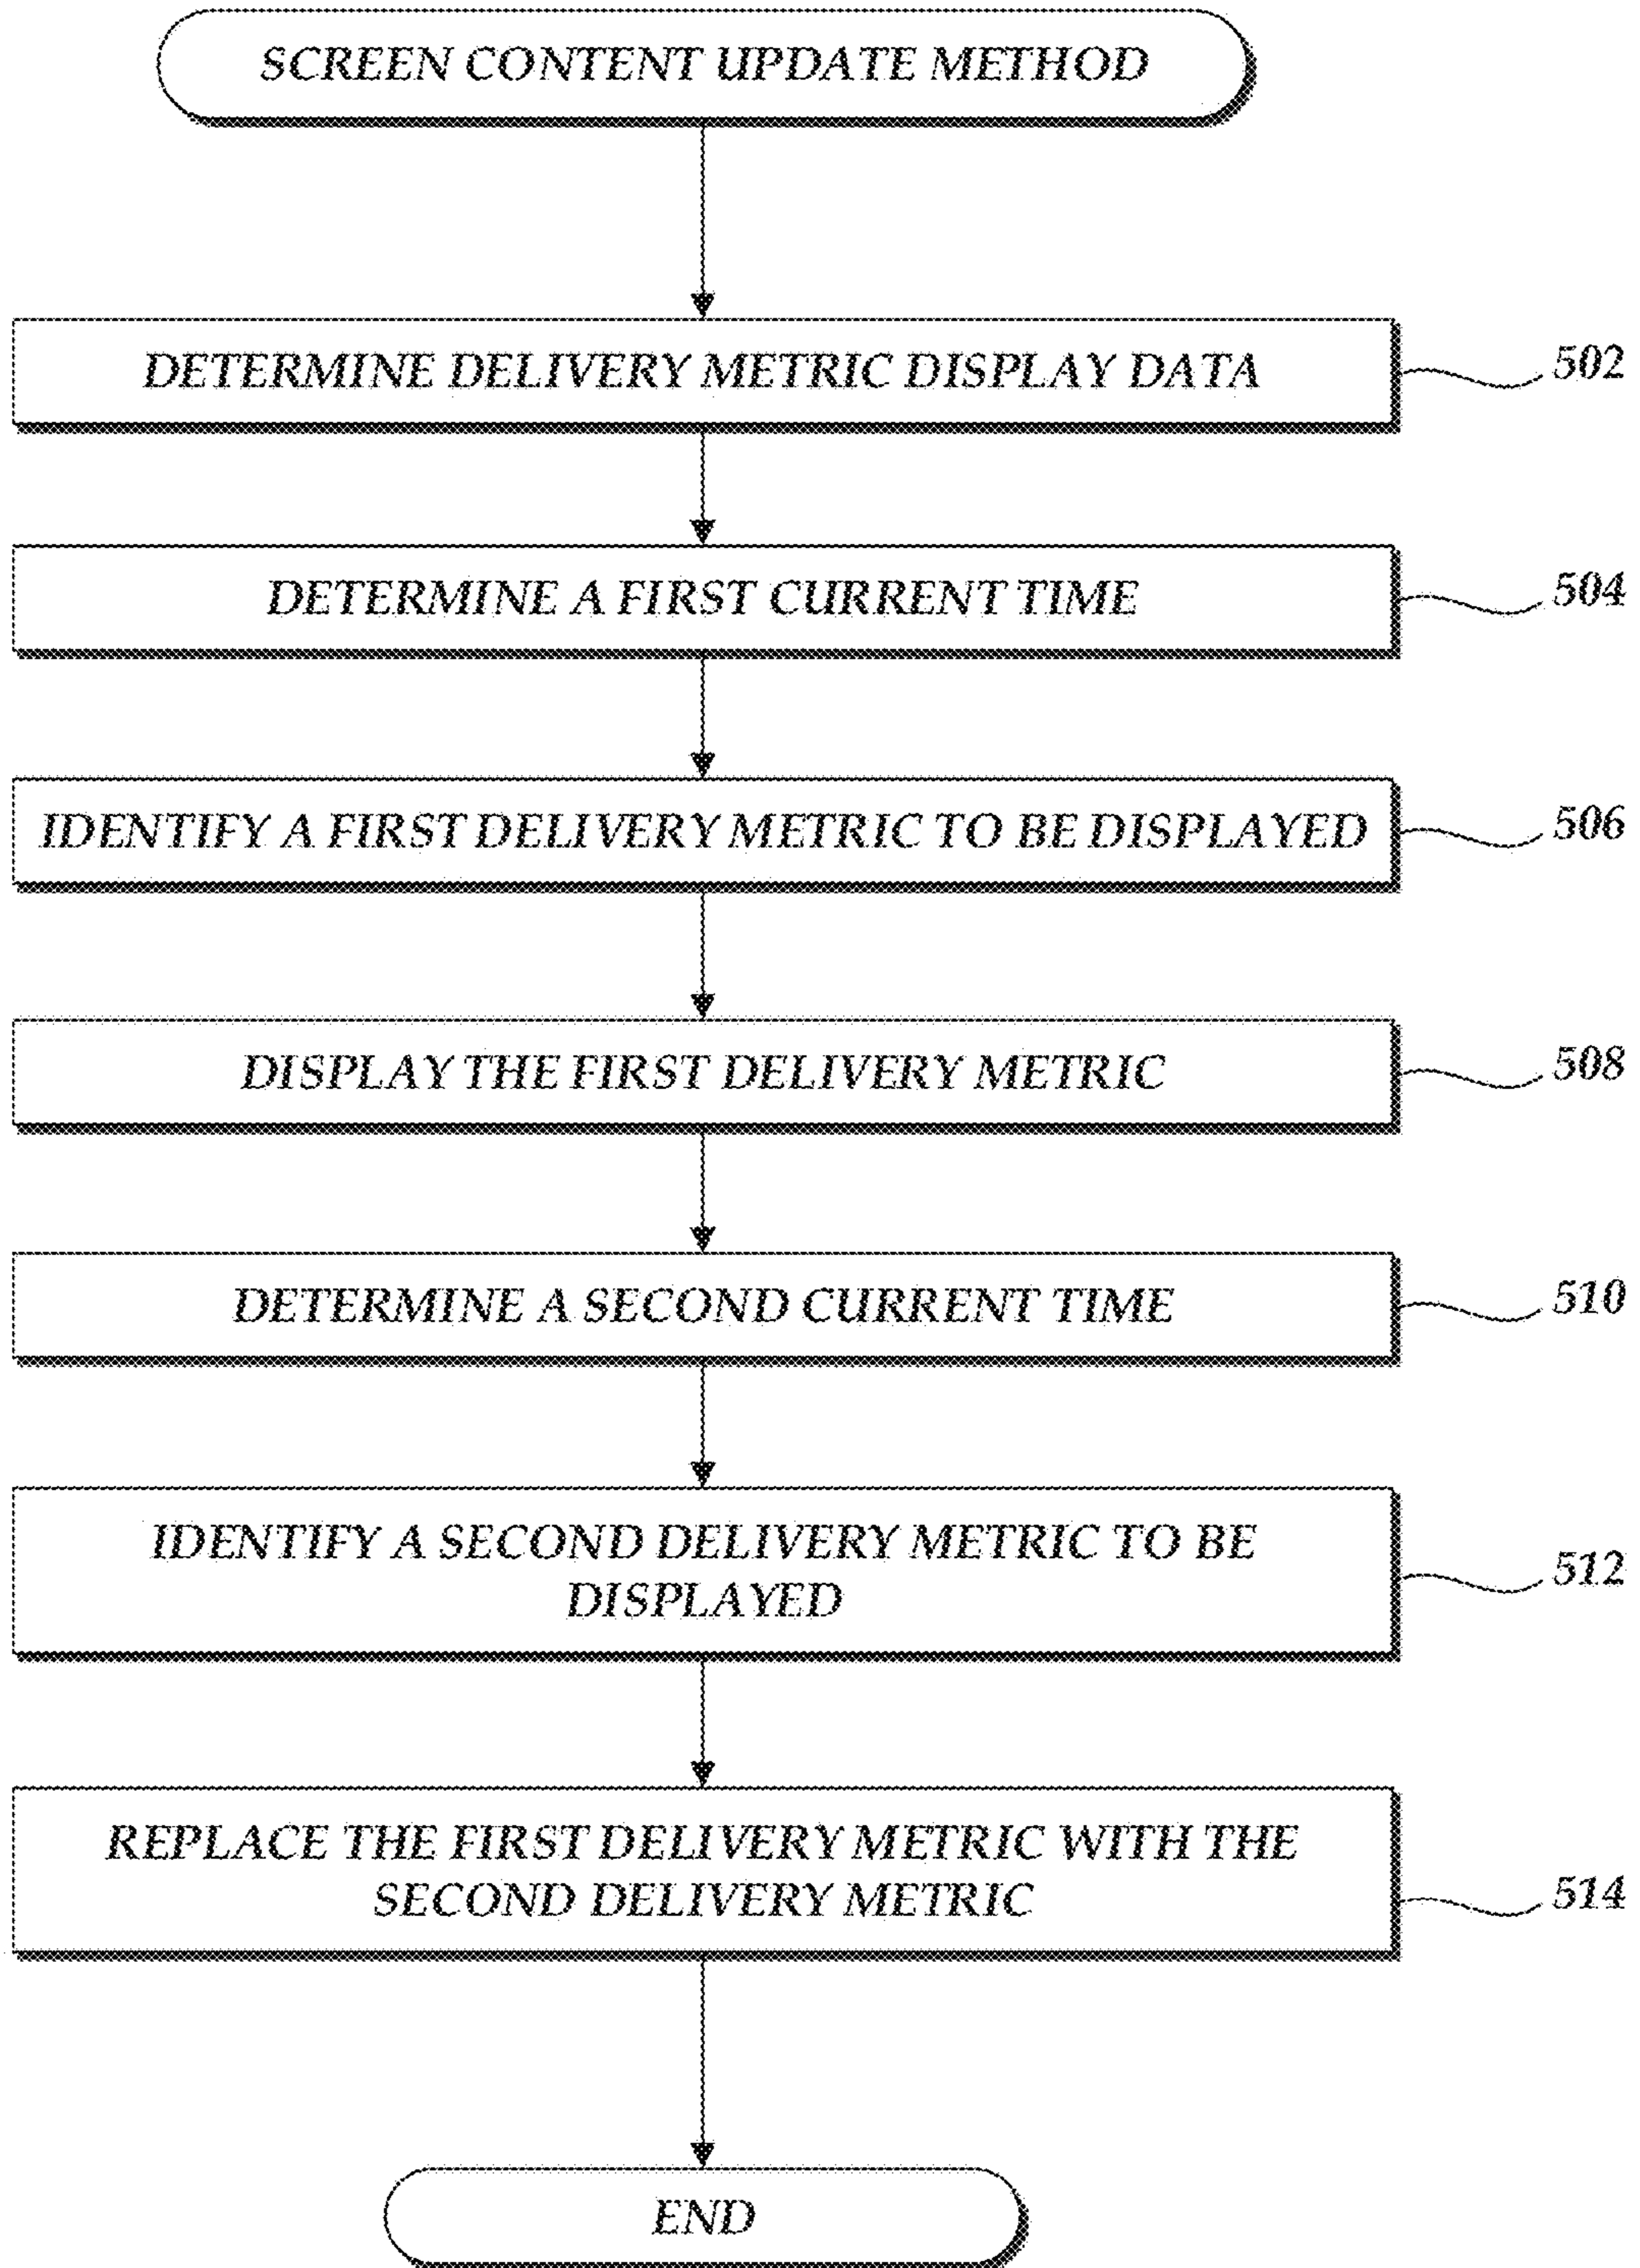 SCREEN CONTENT UPDATE METHOD
DETERMINE DELIVERY METRIC DISPLAY DATA
502
DETERMINE A FIRST CURRENT TIME
504
IDENTIFY A FIRST DELIVERY METRIC TO BE DISPLAYED
506
DISPLAY THE FIRST DELIVERY METRIC
508
DETERMINE A SECOND CURRENT TIME
510
IDENTIFY A SECOND DELIVERY METRIC TO BE
DISPLAYED
512
REPLACE THE FIRST DELIVERY METRIC WITH THE
SECOND DELIVERY METRIC
514
END